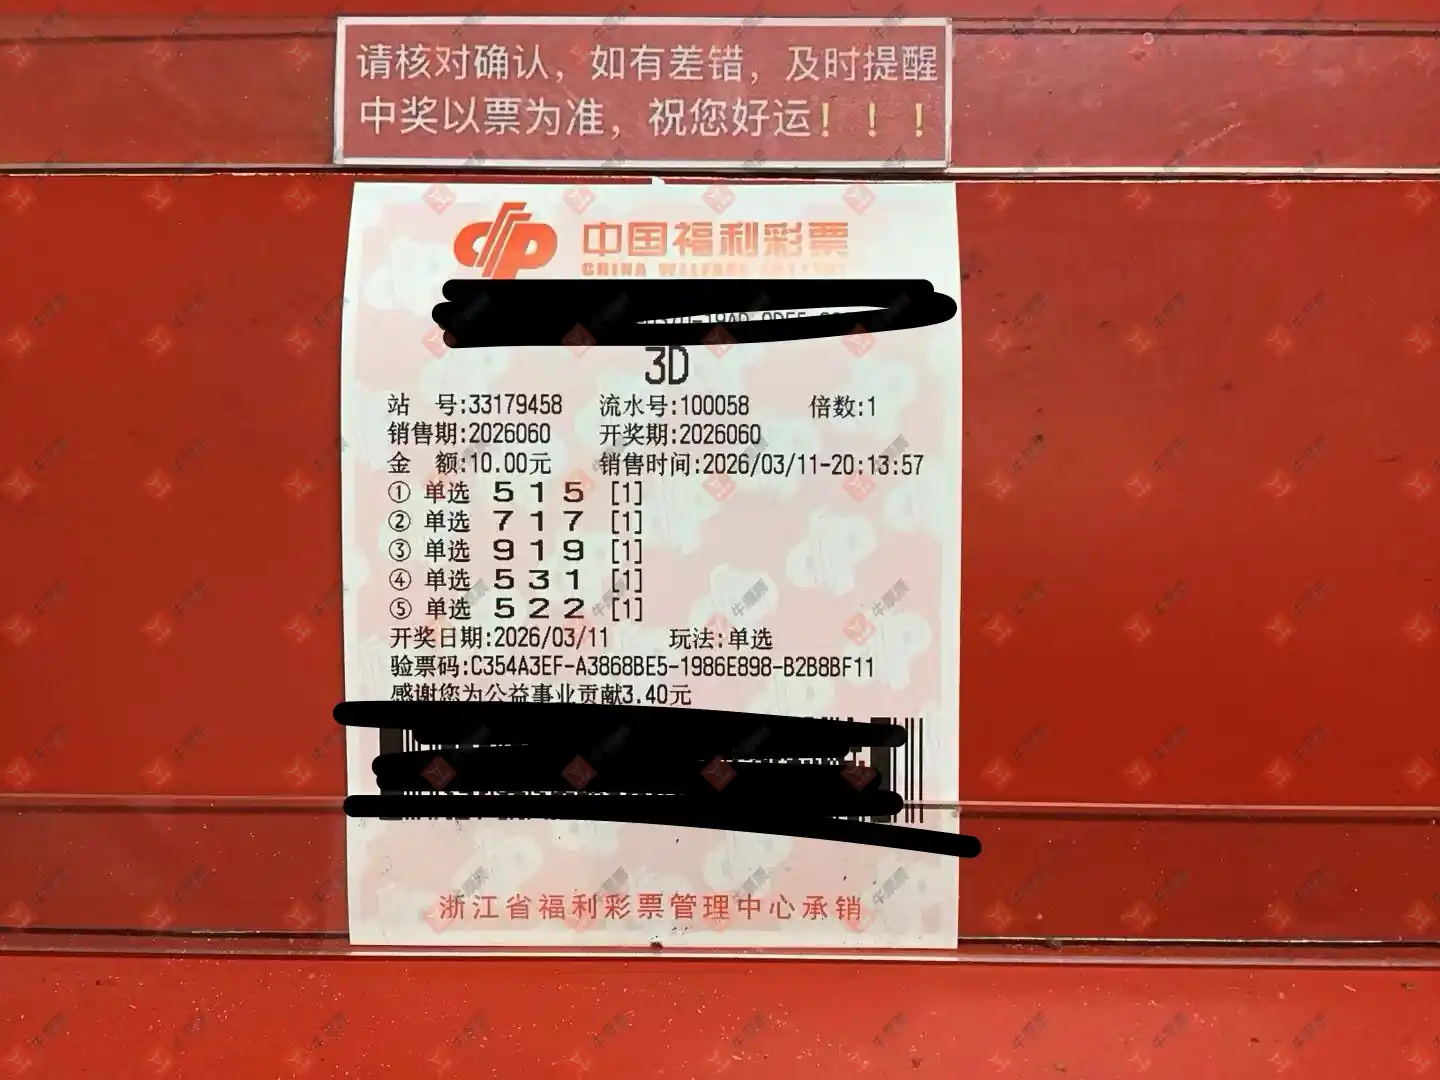 请核对确认，如有差错，及时提醒
中奖以票为准，祝您好运！！！
中国福利彩票
CHINA WELFARE LOTTERY
3D
站 号:33179458 流水号:100058 倍数:1
销售期:2026060 开奖期:2026060
金 额:10.00元 销售时间:2026/03/11-20:13:57
① 单选 5 1 5 [1]
② 单选 7 1 7 [1]
③ 单选 9 1 9 [1]
④ 单选 5 3 1 [1]
⑤ 单选 5 2 2 [1]
开奖日期:2026/03/11 玩法:单选
验票码:C354A3EF-A3868BE5-1986E898-B2B8BF11
感谢您为公益事业贡献3.40元
浙江省福利彩票管理中心承销